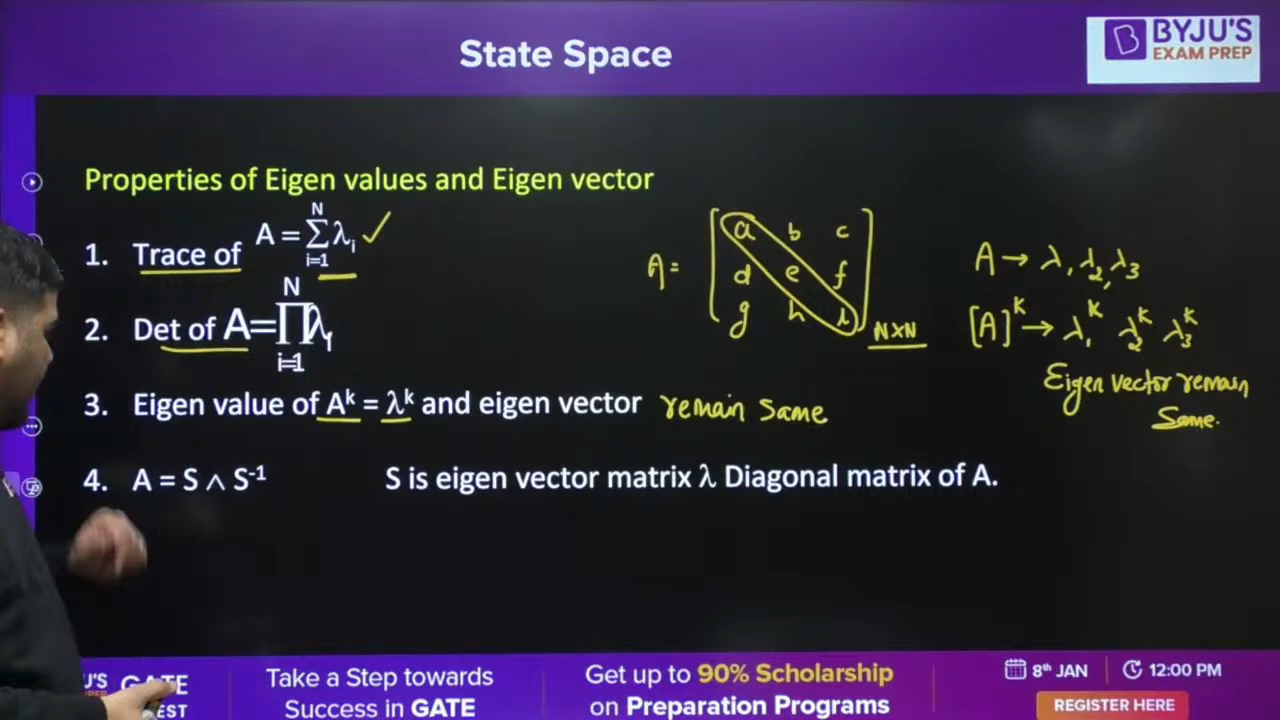 State Space
BYJU'S
EXAM PREP
Properties of Eigen values and Eigen vector
1. Trace of A = N Σ i=1 λi ✓
2. Det of A = N ∏ i=1 λi
3. Eigen value of Aᵏ = λᵏ and eigen vector remain same
4. A = S ∧ S⁻¹ S is eigen vector matrix λ Diagonal matrix of A.
A = [
a b c
d e f
g h i
] N×N
A → λ₁ λ₂, λ₃
[A]ᴷ → λ₁ᴷ λ₂ᴷ λ₃ᴷ
Eigen vector remain
Same.
GATE
Take a Step towards
Success in GATE
Get up to 90% Scholarship
on Preparation Programs
8th JAN
12:00 PM
REGISTER HERE